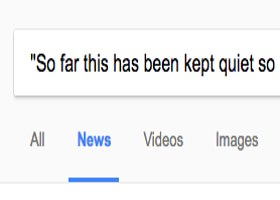 "So far this has been kept quiet so
All News Videos Images